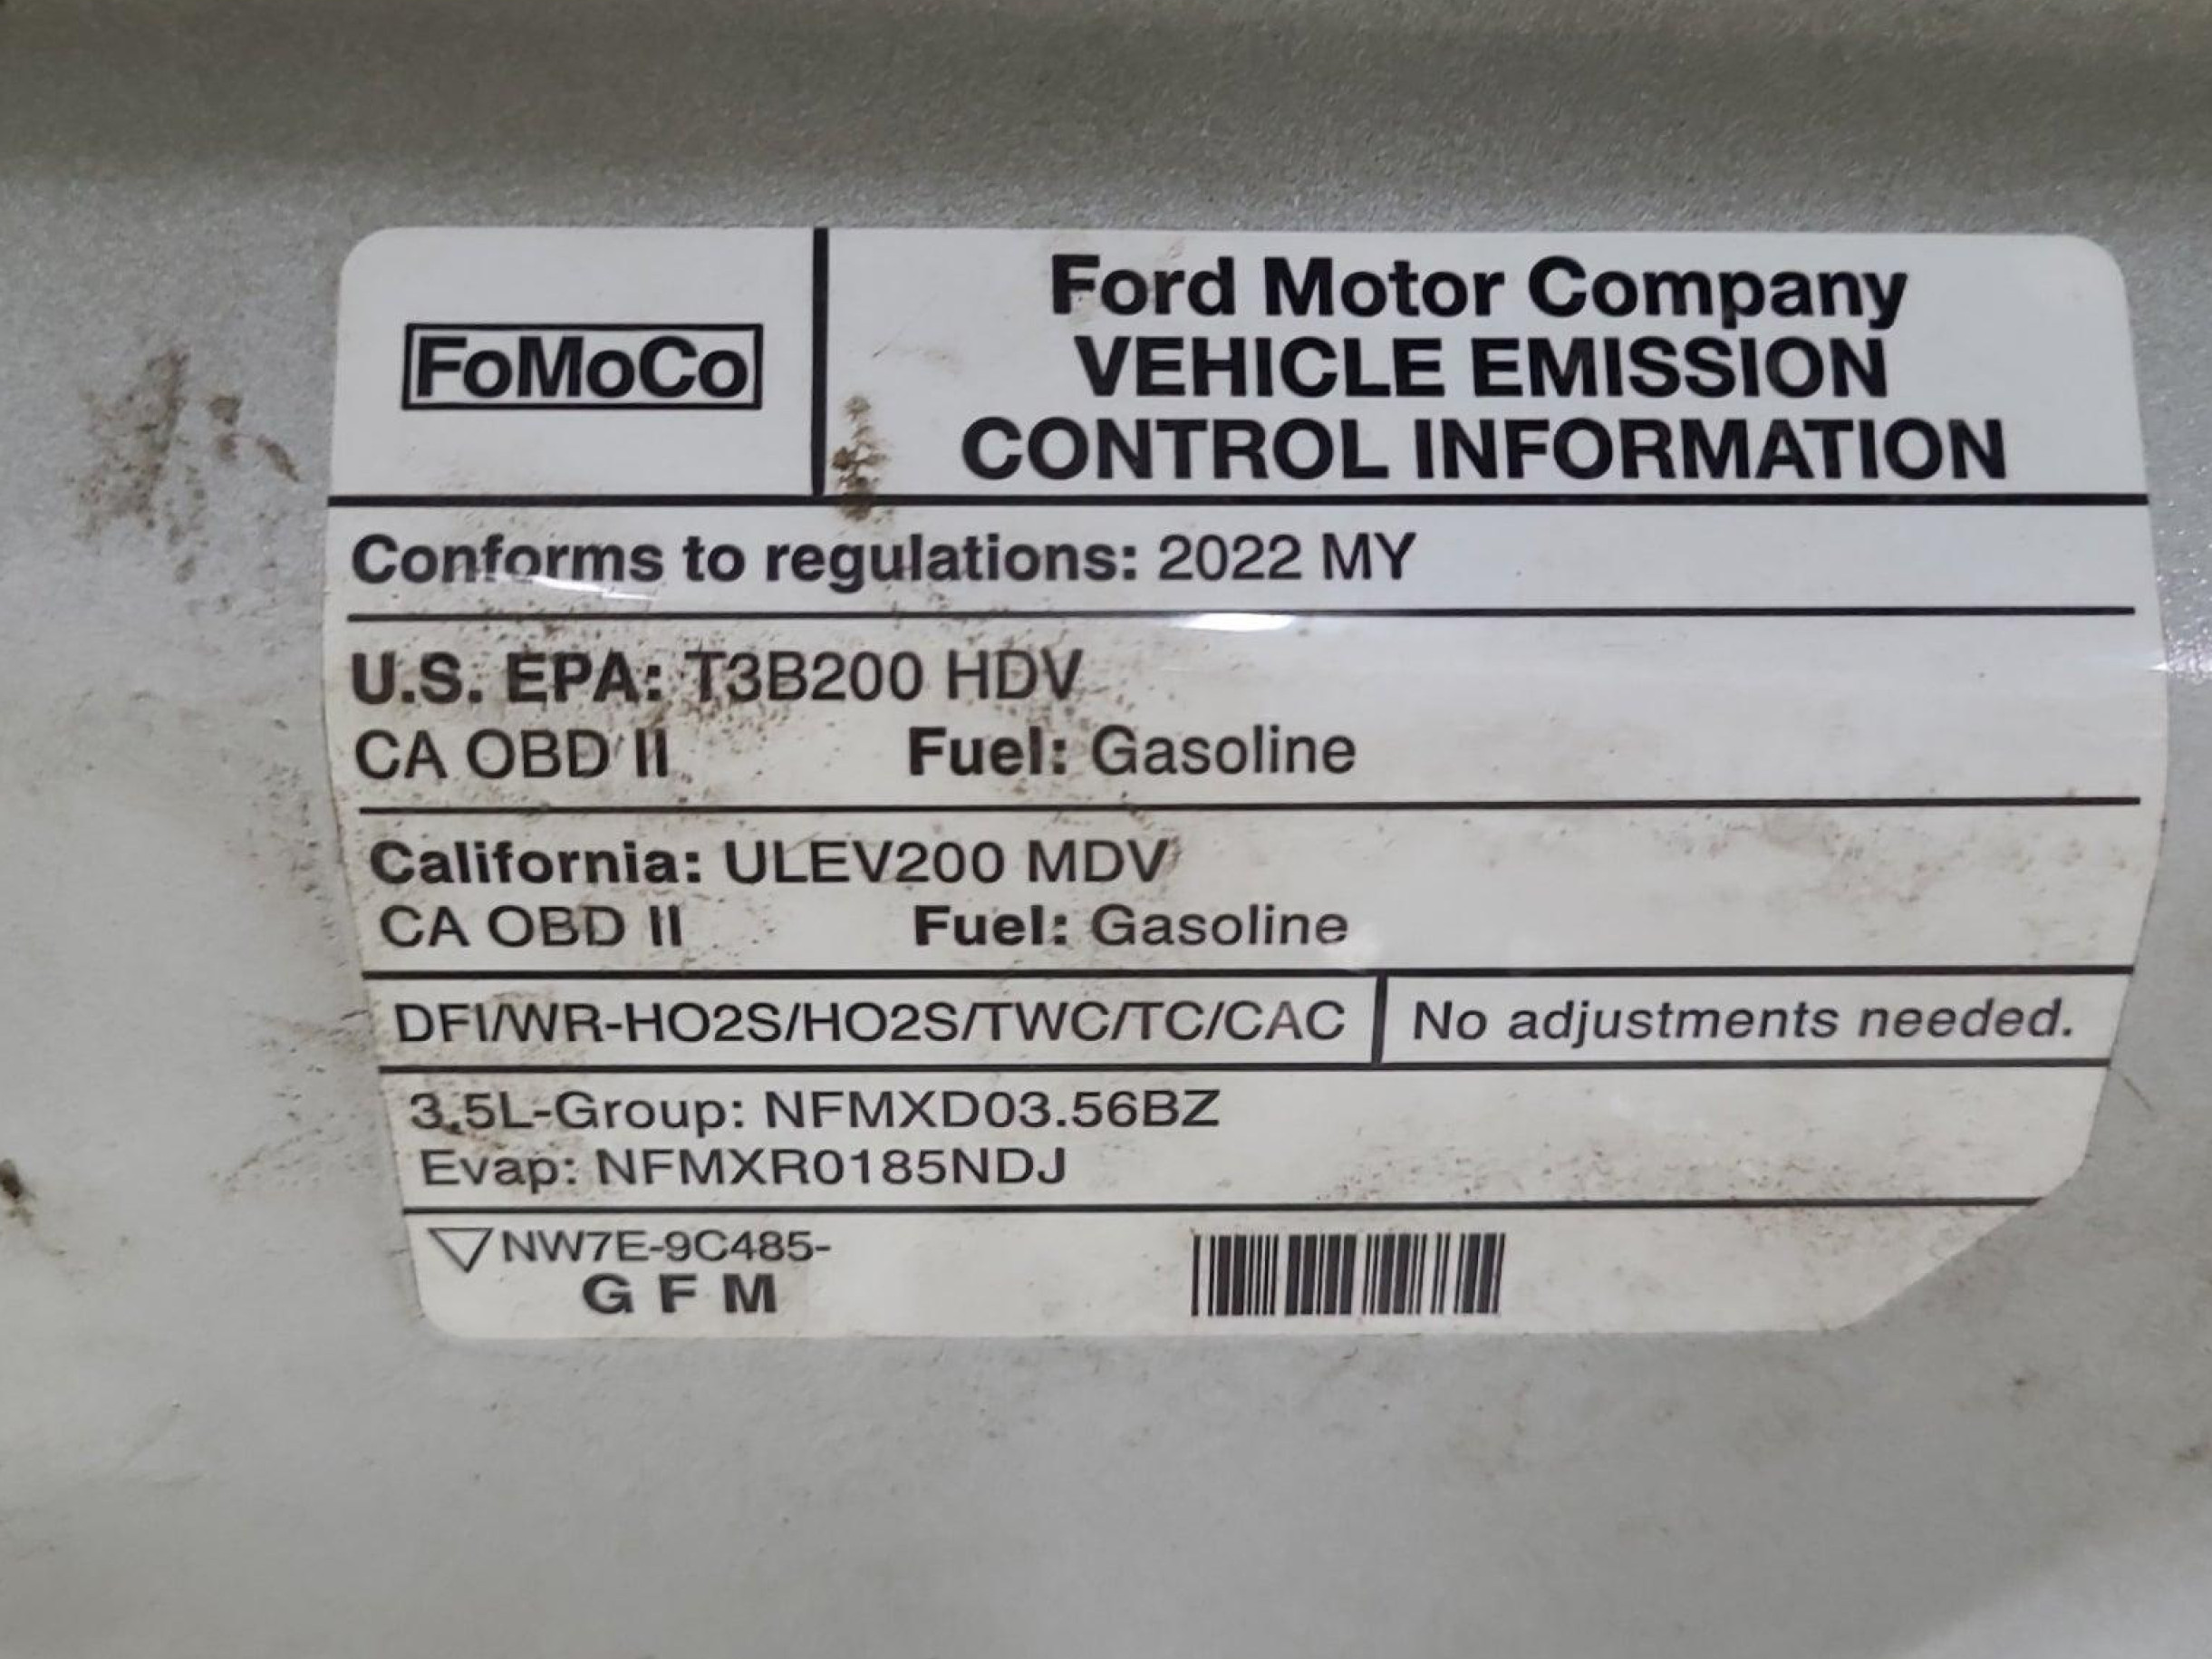 FoMoCo
Ford Motor Company
VEHICLE EMISSION
CONTROL INFORMATION
Conforms to regulations: 2022 MY
U.S. EPA: T3B200 HDV
CA OBD II Fuel: Gasoline
California: ULEV200 MDV
CA OBD II Fuel: Gasoline
DFI/WR-HO2S/HO2S/TWC/TC/CAC No adjustments needed.
3.5L-Group: NFMXD03.56BZ
Evap: NFMXR0185NDJ
NW7E-9C485-
G F M